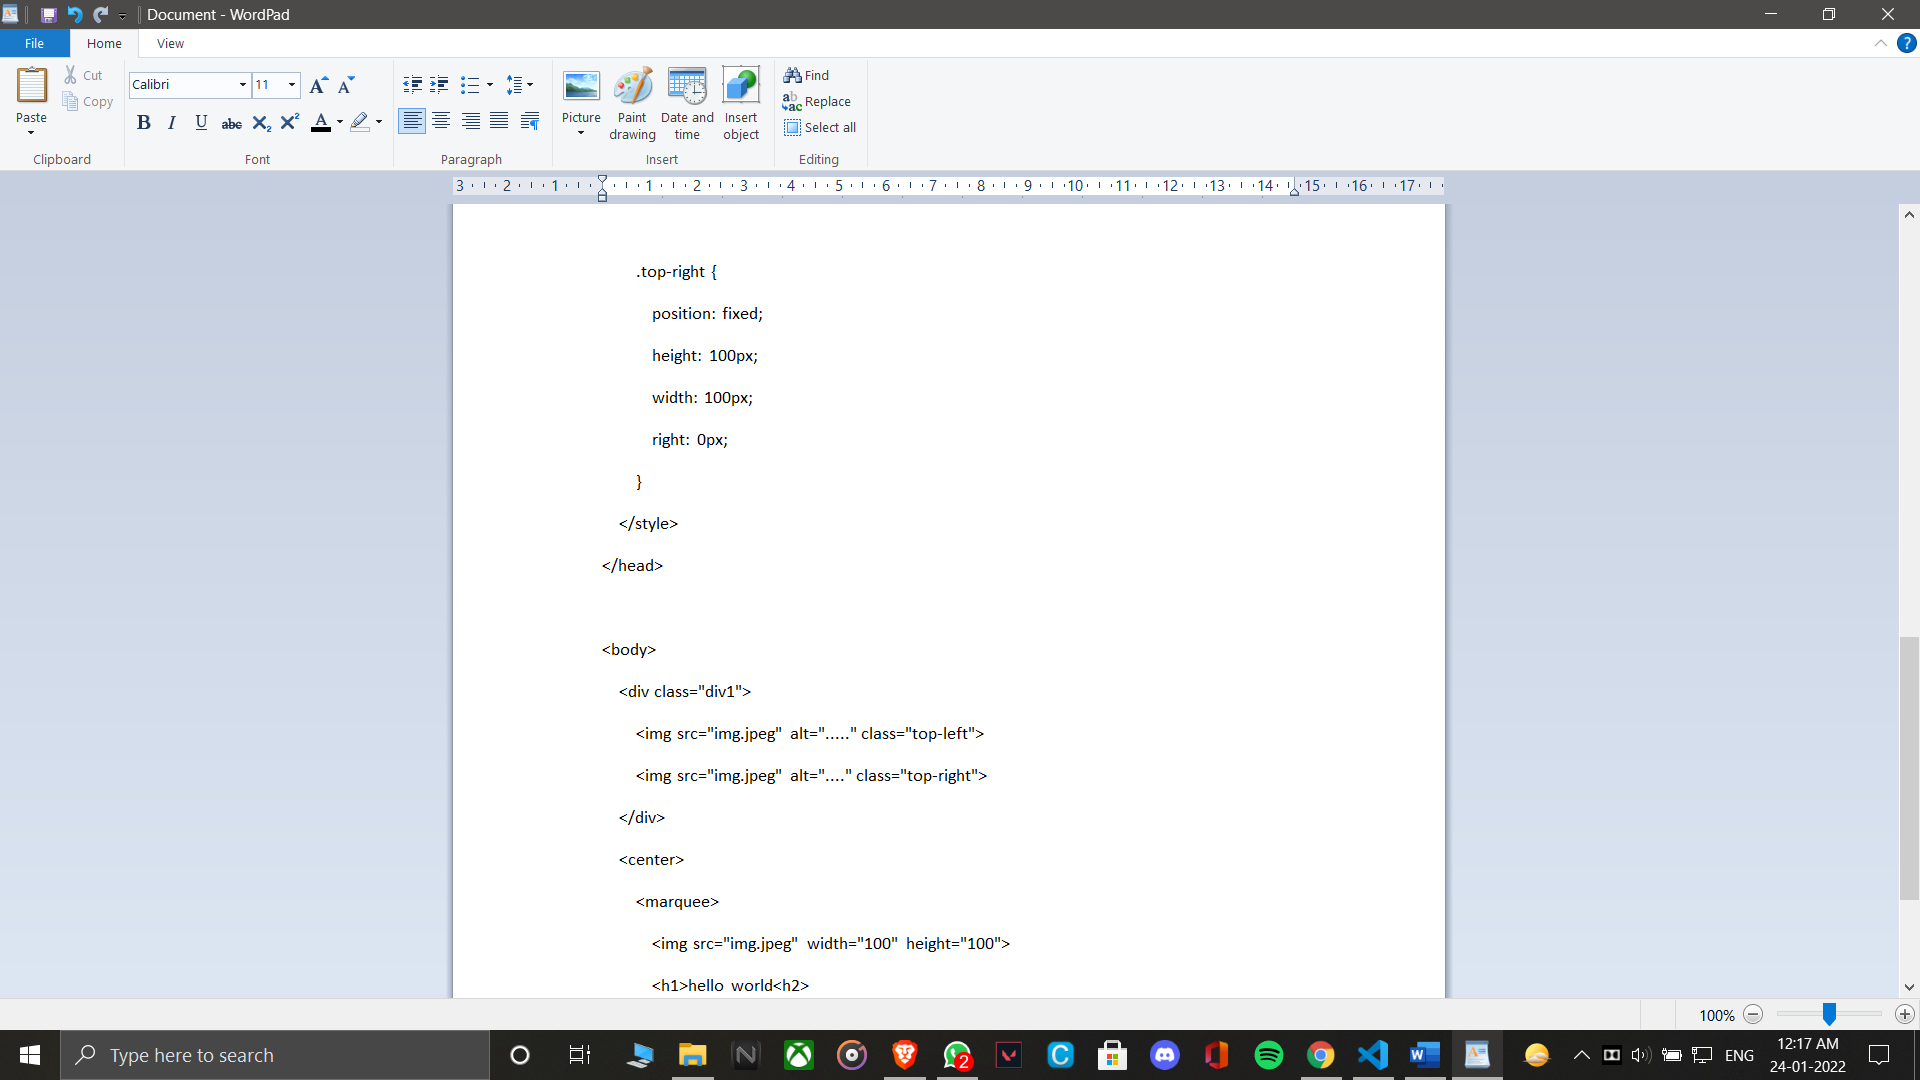 Document - WordPad
File Home View
Paste
Cut
Copy
Clipboard
Calibri 11
B I U abc X₂ X² A
Font
Paragraph
Picture
Paint drawing
Date and time
Insert object
Insert
Find
Replace
Select all
Editing
3 2 1 1 2 3 4 5 6 7 8 9 10 11 12 13 14 15 16 17
.top-right {
position: fixed;
height: 100px;
width: 100px;
right: 0px;
}
</style>
</head>
<body>
<div class="div1">
<img src="img.jpeg" alt="....." class="top-left">
<img src="img.jpeg" alt="...." class="top-right">
</div>
<center>
<marquee>
<img src="img.jpeg" width="100" height="100">
<h1>hello world<h2>
100%
Type here to search
2
ENG
12:17 AM
24-01-2022